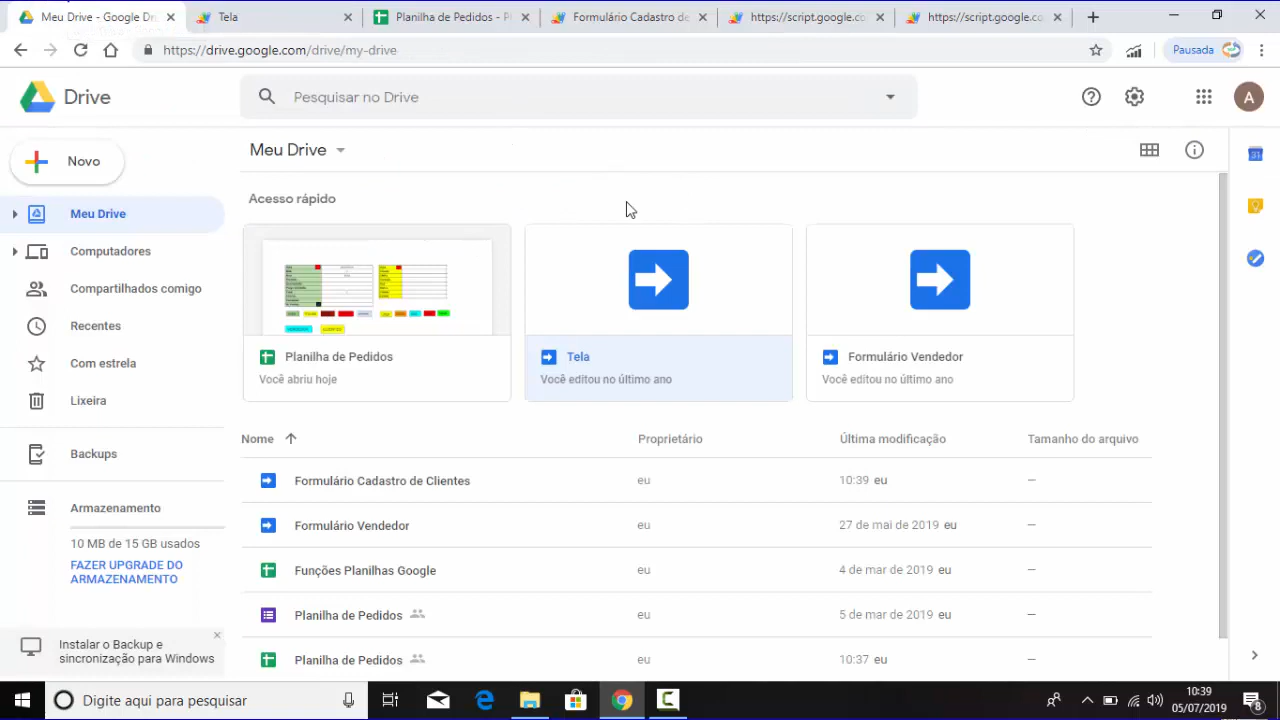 Meu Drive - Google Dri
Tela
Planilha de Pedidos - P
Formulário Cadastro de
https://script.google.co
https://script.google.co
https://drive.google.com/drive/my-drive
Pausada
Drive
Pesquisar no Drive
A
Novo
Meu Drive
31
Acesso rápido
Meu Drive
Computadores
Compartilhados comigo
Recentes
Com estrela
Lixeira
Backups
Armazenamento
10 MB de 15 GB usados
FAZER UPGRADE DO
ARMAZENAMENTO
Instalar o Backup e
sincronização para Windows
Planilha de Pedidos
Você abriu hoje
Tela
Você editou no último ano
Formulário Vendedor
Você editou no último ano
Nome
Proprietário
Última modificação
Tamanho do arquivo
Formulário Cadastro de Clientes
eu
10:39 eu
—
Formulário Vendedor
eu
27 de mai de 2019 eu
—
Funções Planilhas Google
eu
4 de mar de 2019 eu
—
Planilha de Pedidos
eu
5 de mar de 2019 eu
—
Planilha de Pedidos
eu
10:37 eu
—
Digite aqui para pesquisar
10:39
05/07/2019
8